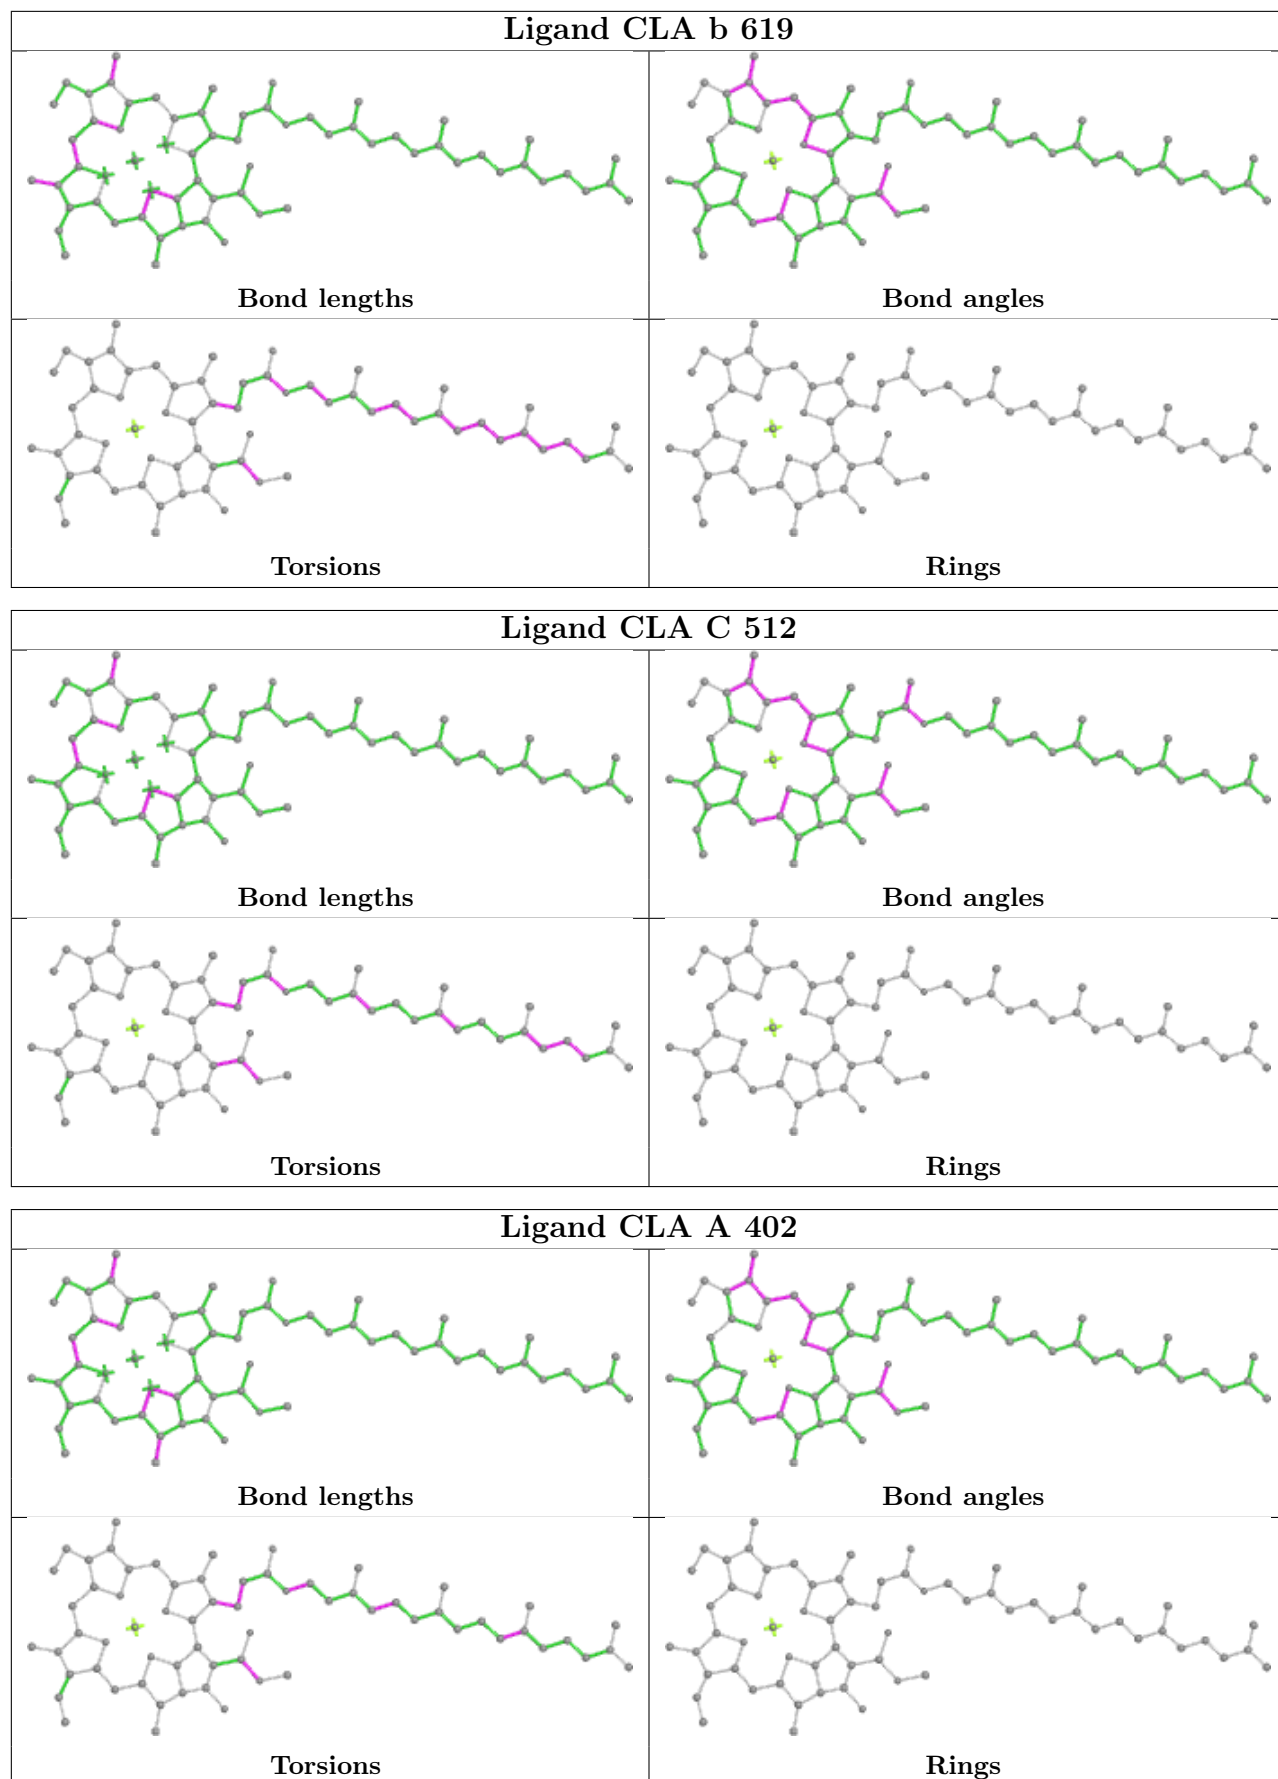 Ligand CLA b 619
Bond lengths
Bond angles
Torsions
Rings
Ligand CLA C 512
Bond lengths
Bond angles
Torsions
Rings
Ligand CLA A 402
Bond lengths
Bond angles
Torsions
Rings